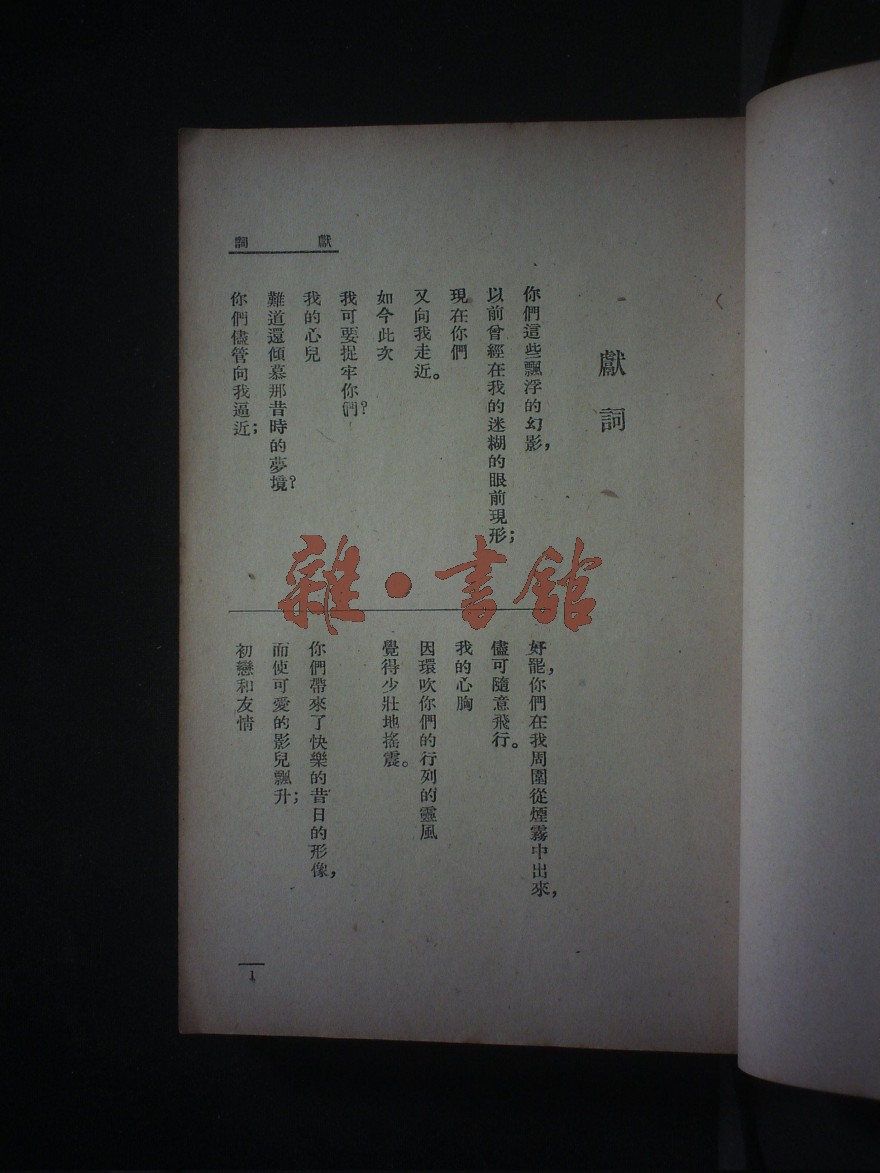 獻詞
獻詞
你們這些飄浮的幻影，
以前曾經在我的迷糊的眼前現形；
現在你們
又向我走近。
如今此次
我可要捉牢你們？
我的心兒
難道還傾慕那昔時的夢境？
你們儘管向我逼近；
好罷，你們在我周圍從煙霧中出來，
儘可隨意飛行。
我的心胸
因環吹你們的行列的靈風
覺得少壯地搖震。
你們帶來了快樂的昔日的形像，
而使可愛的影兒飄升；
初戀和友情
1
雜·書館